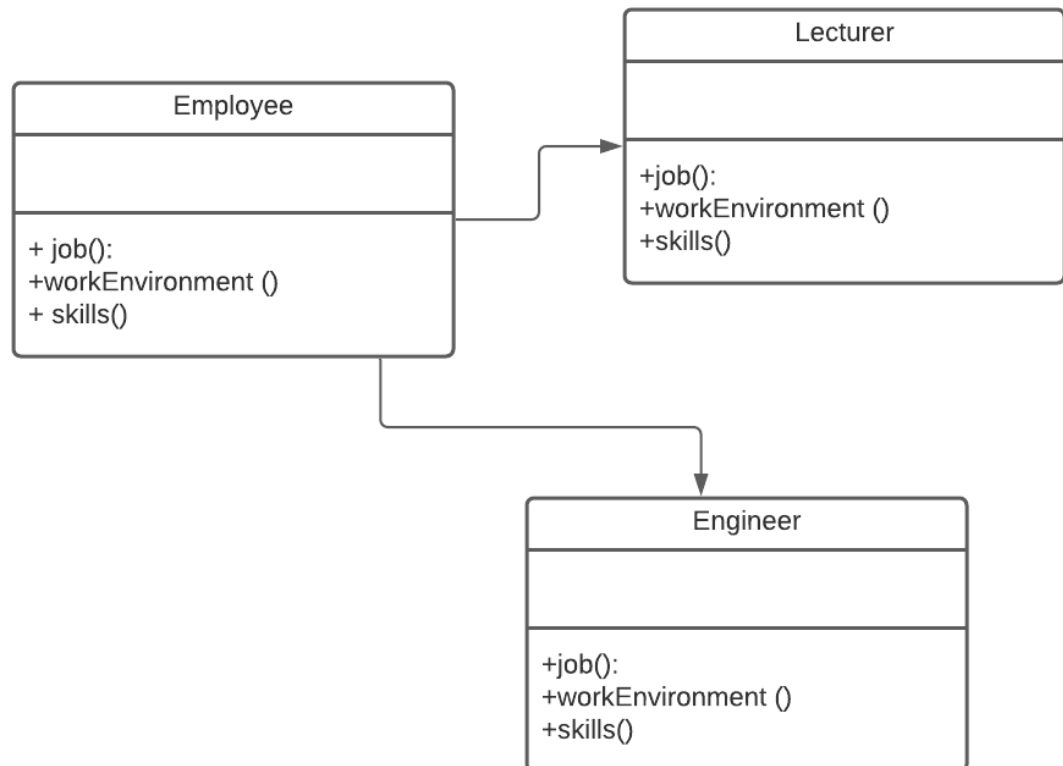 Employee
+ job():
+workEnvironment ()
+ skills()
Lecturer
+job():
+workEnvironment ()
+skills()
Engineer
+job():
+workEnvironment ()
+skills()